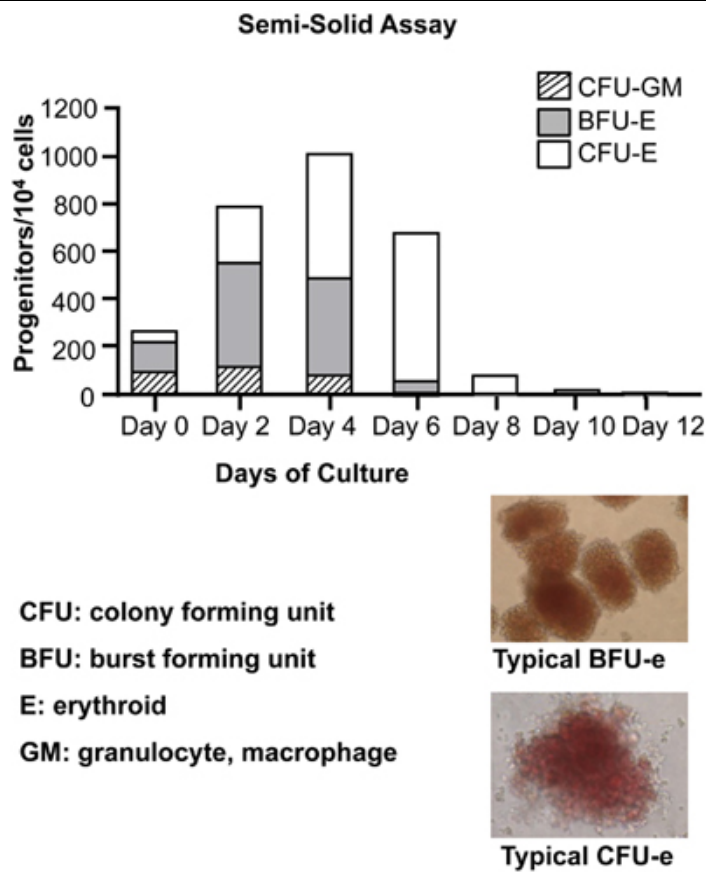 Semi-Solid Assay
CFU-GM
BFU-E
CFU-E
Progenitors/10⁴ cells
1200
1000
800
600
400
200
0
Day 0 Day 2 Day 4 Day 6 Day 8 Day 10 Day 12
Days of Culture
CFU: colony forming unit
BFU: burst forming unit
E: erythroid
GM: granulocyte, macrophage
Typical BFU-e
Typical CFU-e